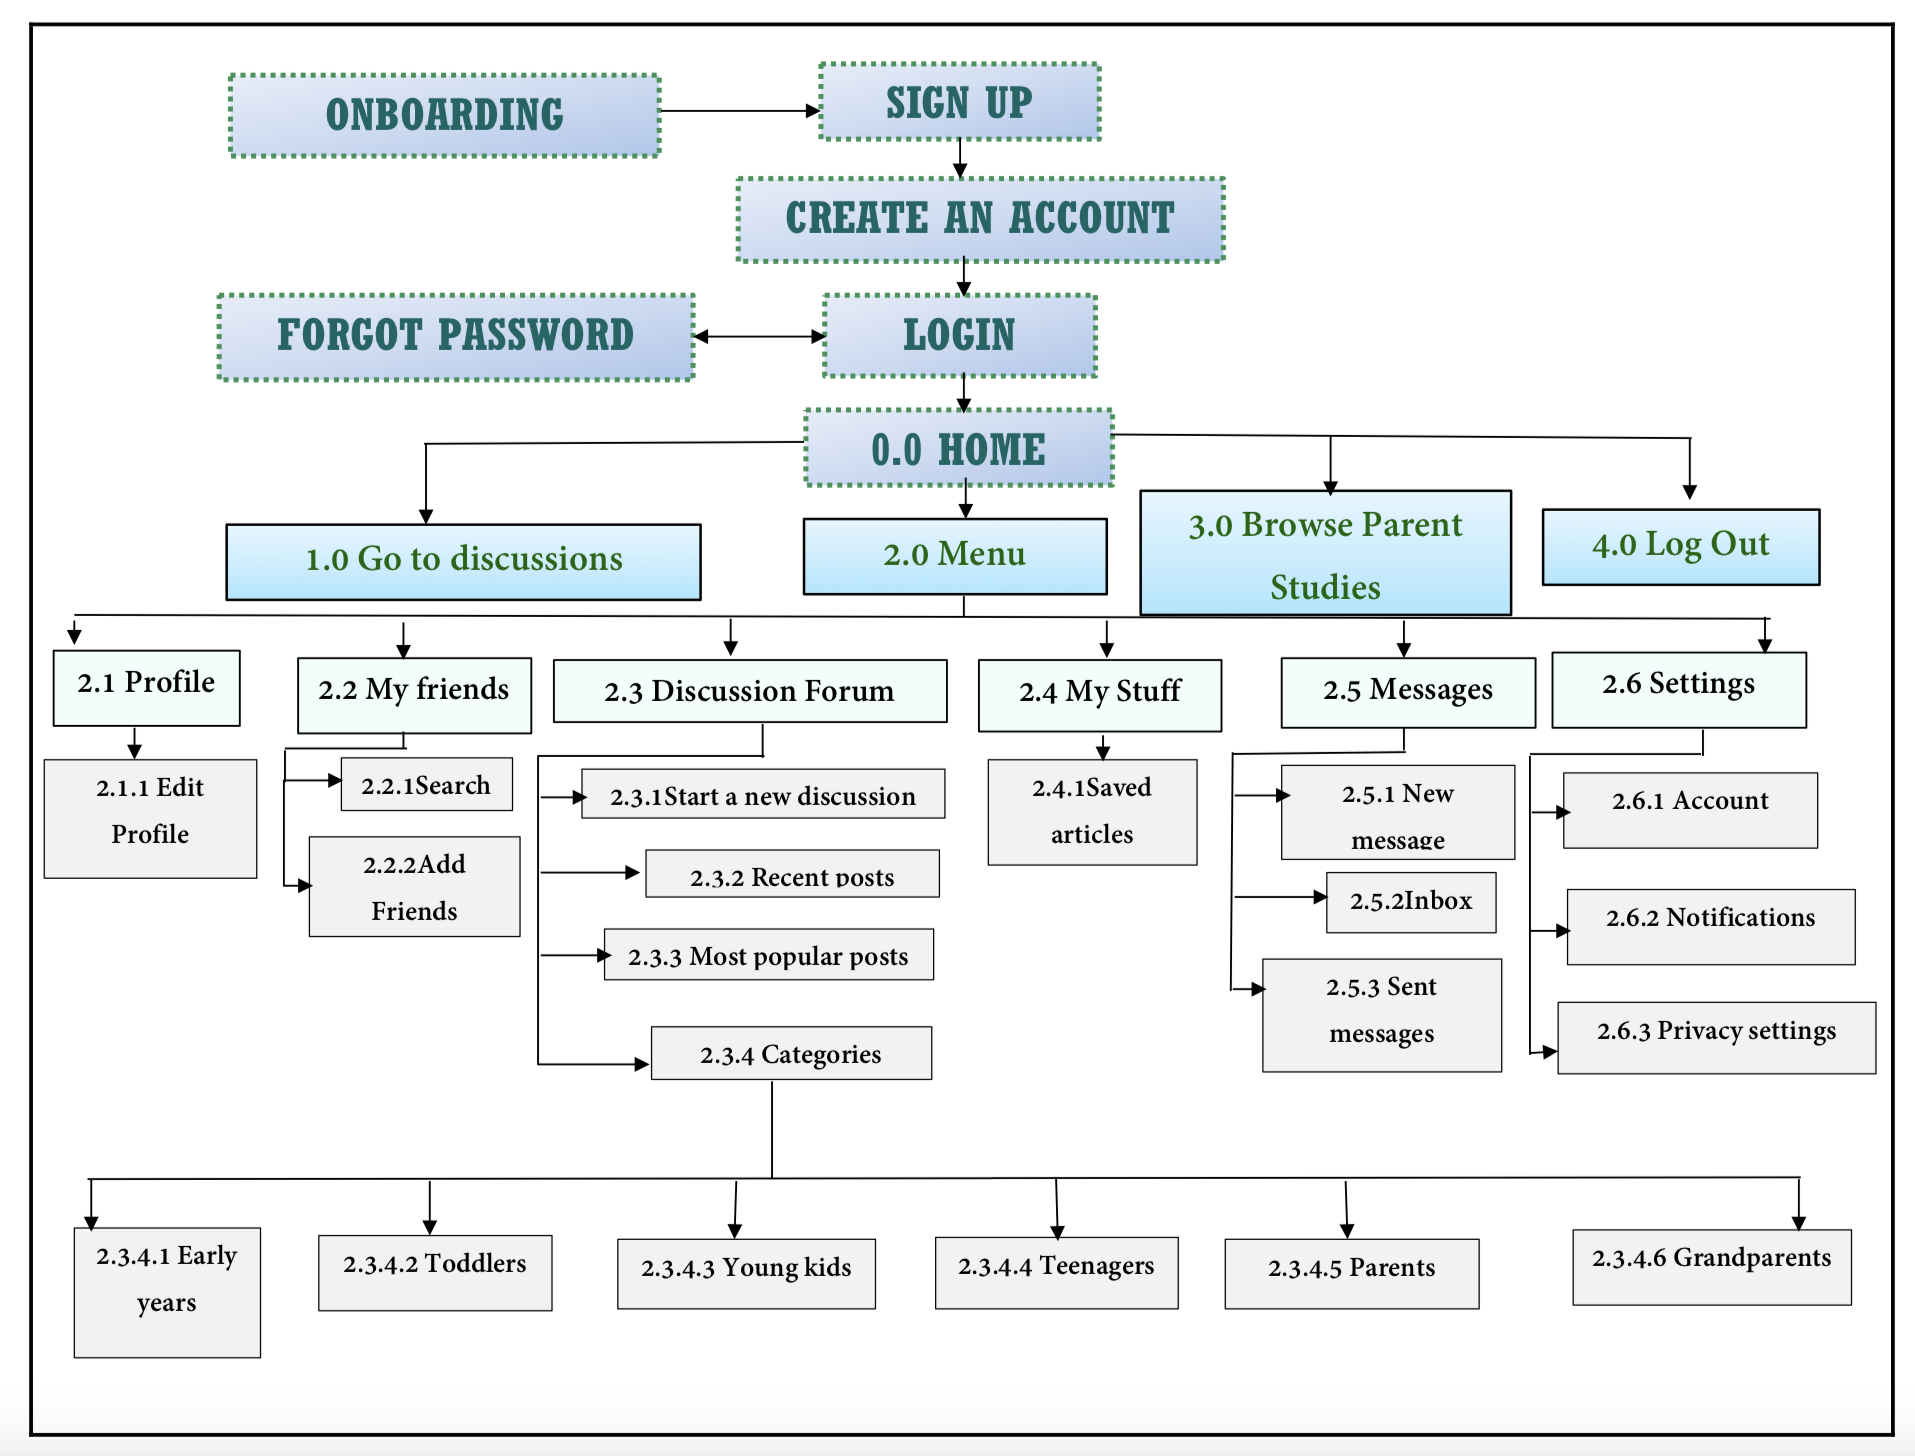 ONBOARDING
SIGN UP
CREATE AN ACCOUNT
FORGOT PASSWORD
LOGIN
0.0 HOME
1.0 Go to discussions
2.0 Menu
3.0 Browse Parent
Studies
4.0 Log Out
2.1 Profile
2.2 My friends
2.3 Discussion Forum
2.4 My Stuff
2.5 Messages
2.6 Settings
2.1.1 Edit
Profile
2.2.1Search
2.2.2Add
Friends
2.3.1Start a new discussion
2.3.2 Recent posts
2.3.3 Most popular posts
2.3.4 Categories
2.4.1Saved
articles
2.5.1 New
message
2.5.2Inbox
2.5.3 Sent
messages
2.6.1 Account
2.6.2 Notifications
2.6.3 Privacy settings
2.3.4.1 Early
years
2.3.4.2 Toddlers
2.3.4.3 Young kids
2.3.4.4 Teenagers
2.3.4.5 Parents
2.3.4.6 Grandparents